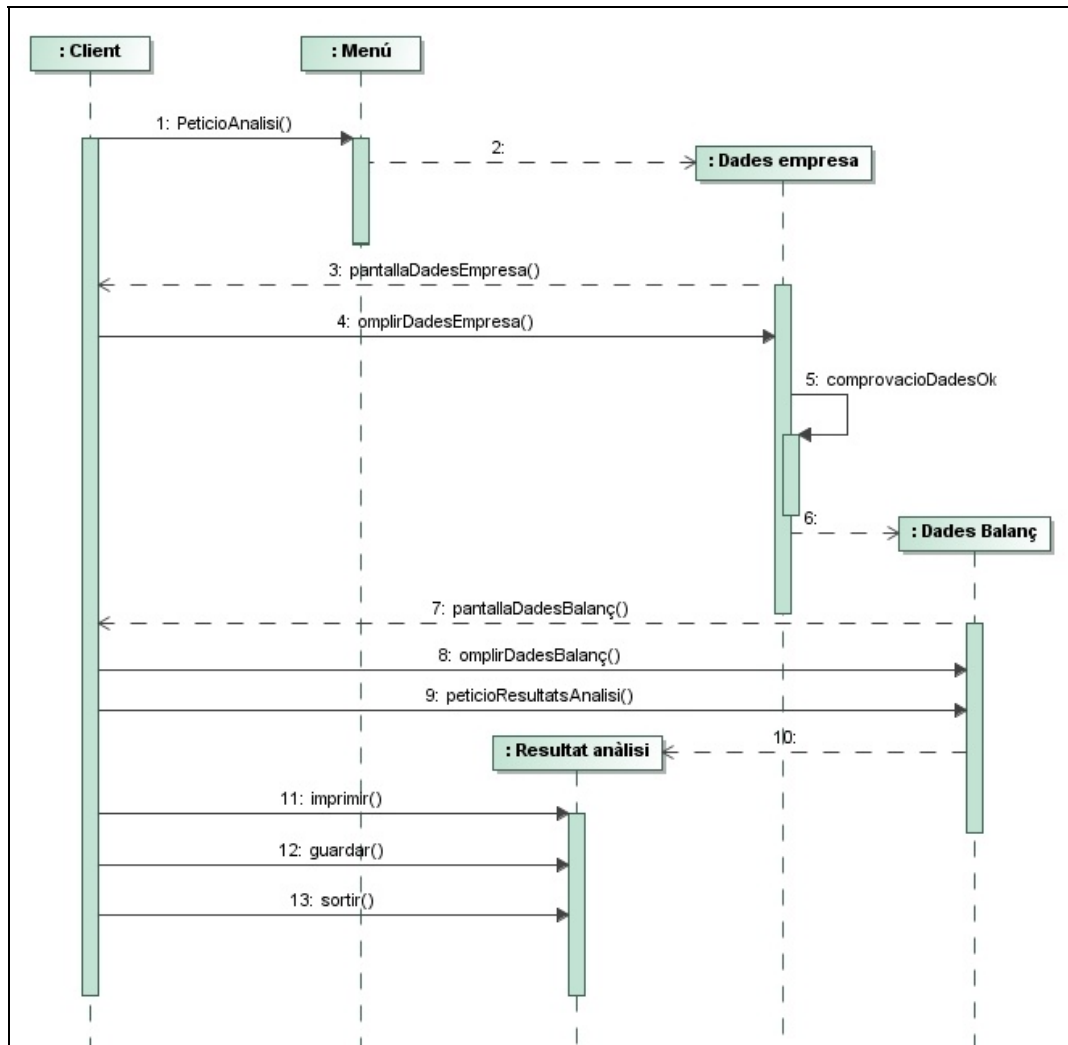 : Client
: Menú
1: PeticioAnalisi()
2:
: Dades empresa
3: pantallaDadesEmpresa()
4: omplirDadesEmpresa()
5: comprovacioDadesOk
6:
: Dades Balanç
7: pantallaDadesBalanç()
8: omplirDadesBalanç()
9: peticioResultatsAnalisi()
: Resultat anàlisi
10:
11: imprimir()
12: guardar()
13: sortir()